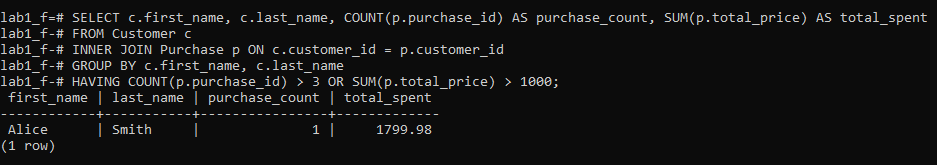 lab1_f=# SELECT c.first_name, c.last_name, COUNT(p.purchase_id) AS purchase_count, SUM(p.total_price) AS total_spent
lab1_f-# FROM Customer c
lab1_f-# INNER JOIN Purchase p ON c.customer_id = p.customer_id
lab1_f-# GROUP BY c.first_name, c.last_name
lab1_f-# HAVING COUNT(p.purchase_id) > 3 OR SUM(p.total_price) > 1000;
 first_name | last_name | purchase_count | total_spent
------------+-----------+----------------+-------------
 Alice      | Smith     |              1 |     1799.98
(1 row)